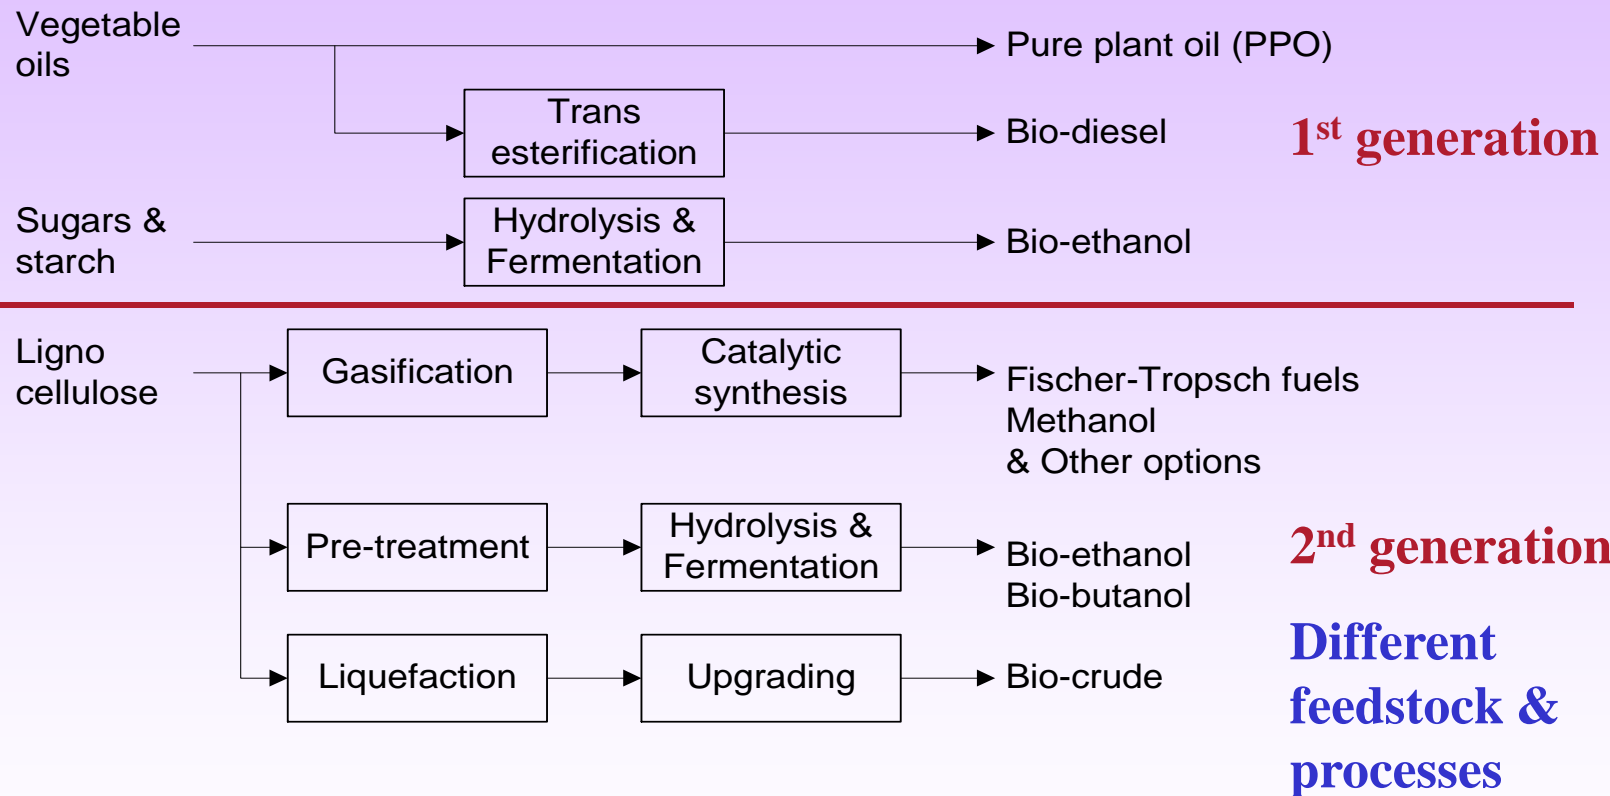 Vegetable
oils
Pure plant oil (PPO)
Trans
esterification
Bio-diesel
1st generation
Sugars &
starch
Hydrolysis &
Fermentation
Bio-ethanol
Ligno
cellulose
Gasification
Catalytic
synthesis
Fischer-Tropsch fuels
Methanol
& Other options
Pre-treatment
Hydrolysis &
Fermentation
Bio-ethanol
Bio-butanol
2nd generation
Liquefaction
Upgrading
Bio-crude
Different
feedstock &
processes